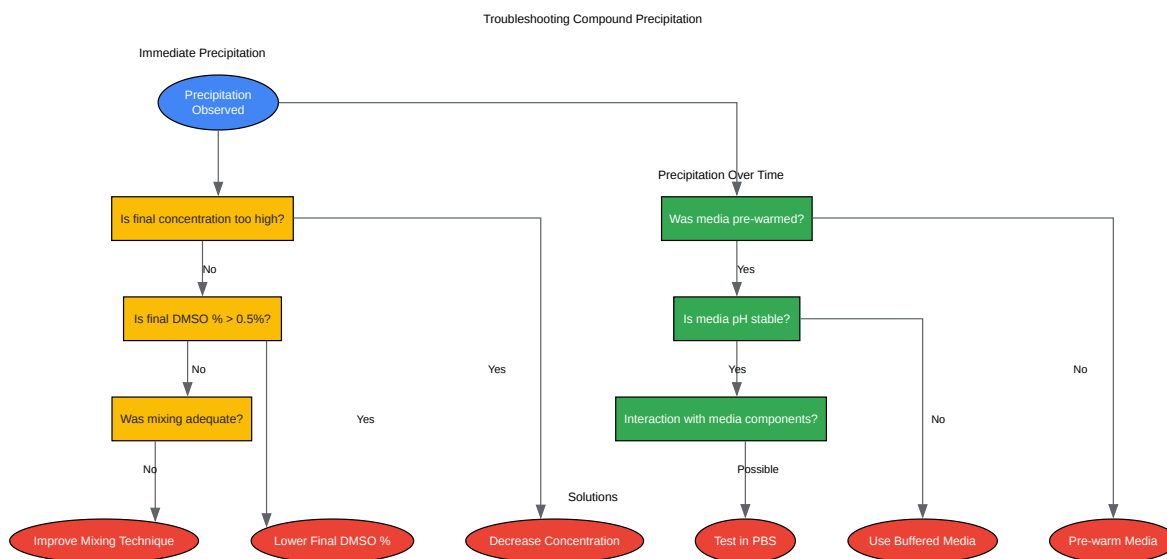 Troubleshooting Compound Precipitation
Immediate Precipitation
Precipitation
Observed
Precipitation Over Time
Is final concentration too high?
Was media pre-warmed?
No
Yes
Is final DMSO % > 0.5%?
Is media pH stable?
No
Yes
Yes
No
Was mixing adequate?
Interaction with media components?
Yes
No
No
Possible
Solutions
Improve Mixing Technique
Lower Final DMSO %
Decrease Concentration
Test in PBS
Use Buffered Media
Pre-warm Media